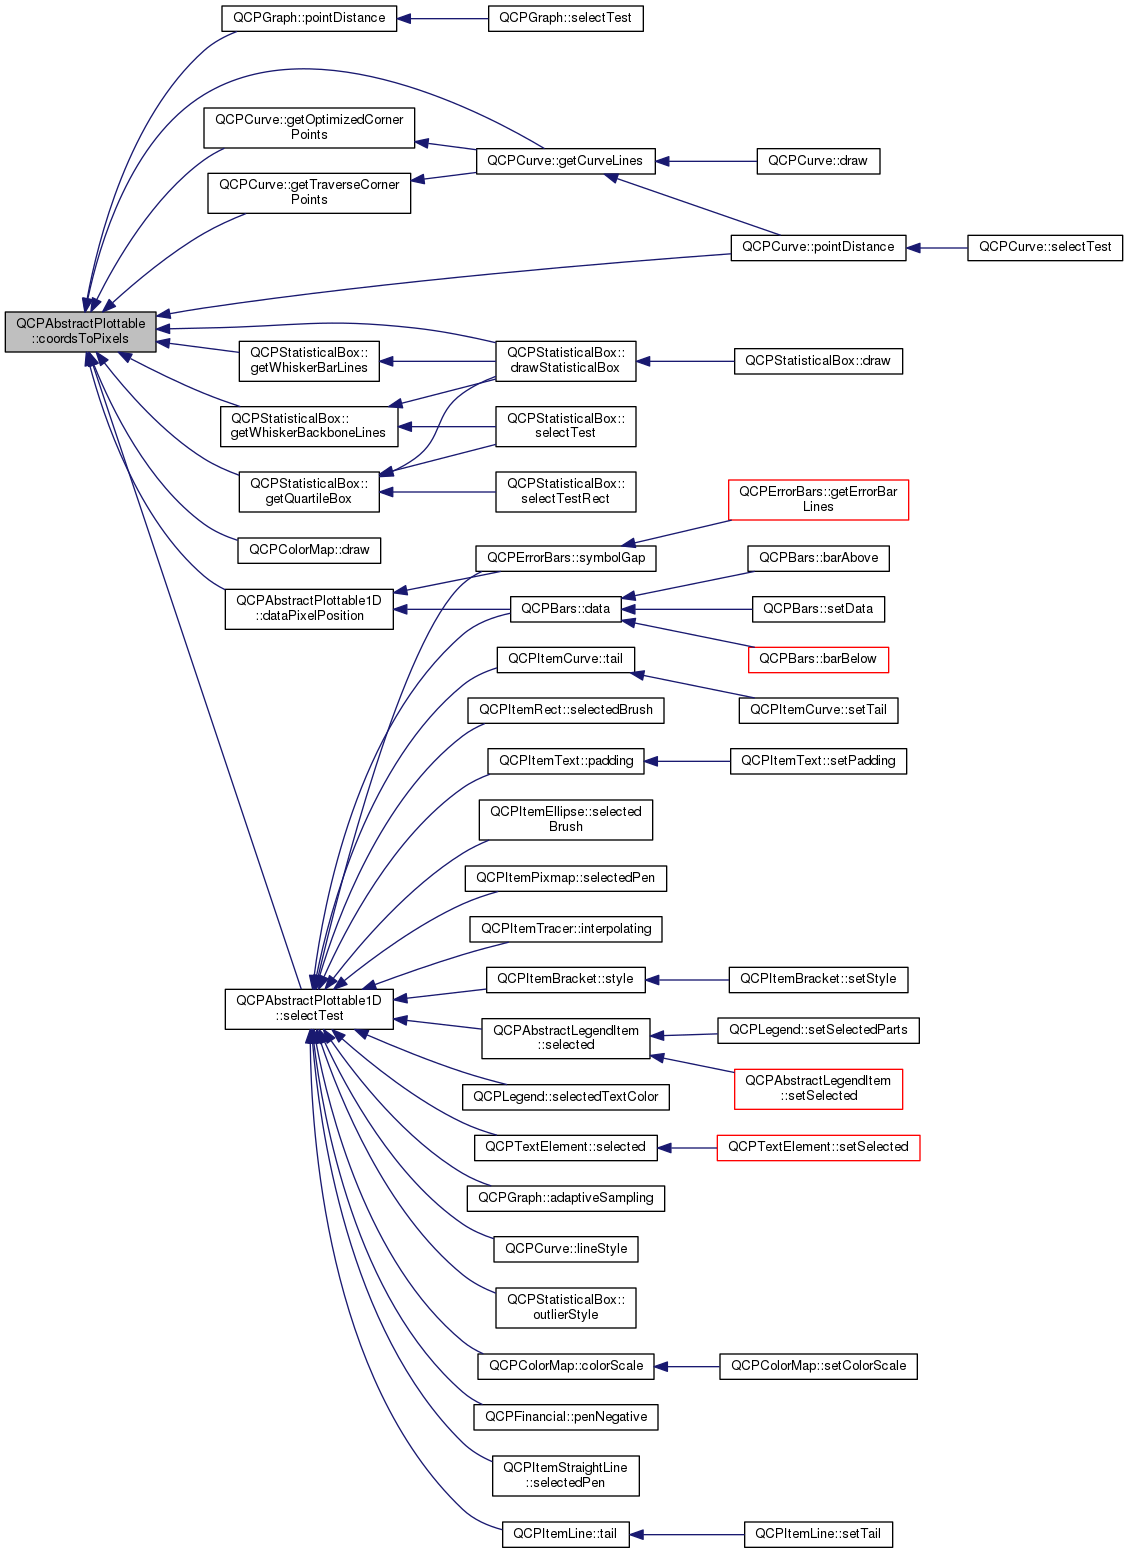 QCPGraph::pointDistance
QCPGraph::selectTest
QCPCurve::getOptimizedCorner
Points
QCPCurve::getCurveLines
QCPCurve::draw
QCPCurve::getTraverseCorner
Points
QCPCurve::pointDistance
QCPCurve::selectTest
QCPAbstractPlottable
::coordsToPixels
QCPStatisticalBox::
getWhiskerBarLines
QCPStatisticalBox::
drawStatisticalBox
QCPStatisticalBox::draw
QCPStatisticalBox::
getWhiskerBackboneLines
QCPStatisticalBox::
selectTest
QCPStatisticalBox::
getQuartileBox
QCPStatisticalBox::
selectTestRect
QCPErrorBars::getErrorBar
Lines
QCPColorMap::draw
QCPErrorBars::symbolGap
QCPBars::barAbove
QCPAbstractPlottable1D
::dataPixelPosition
QCPBars::data
QCPBars::setData
QCPItemCurve::tail
QCPBars::barBelow
QCPItemRect::selectedBrush
QCPItemCurve::setTail
QCPItemText::padding
QCPItemText::setPadding
QCPItemEllipse::selected
Brush
QCPItemPixmap::selectedPen
QCPItemTracer::interpolating
QCPItemBracket::style
QCPItemBracket::setStyle
QCPAbstractPlottable1D
::selectTest
QCPAbstractLegendItem
::selected
QCPLegend::setSelectedParts
QCPAbstractLegendItem
::setSelected
QCPLegend::selectedTextColor
QCPTextElement::selected
QCPTextElement::setSelected
QCPGraph::adaptiveSampling
QCPCurve::lineStyle
QCPStatisticalBox::
outlierStyle
QCPColorMap::colorScale
QCPColorMap::setColorScale
QCPFinancial::penNegative
QCPItemStraightLine
::selectedPen
QCPItemLine::tail
QCPItemLine::setTail